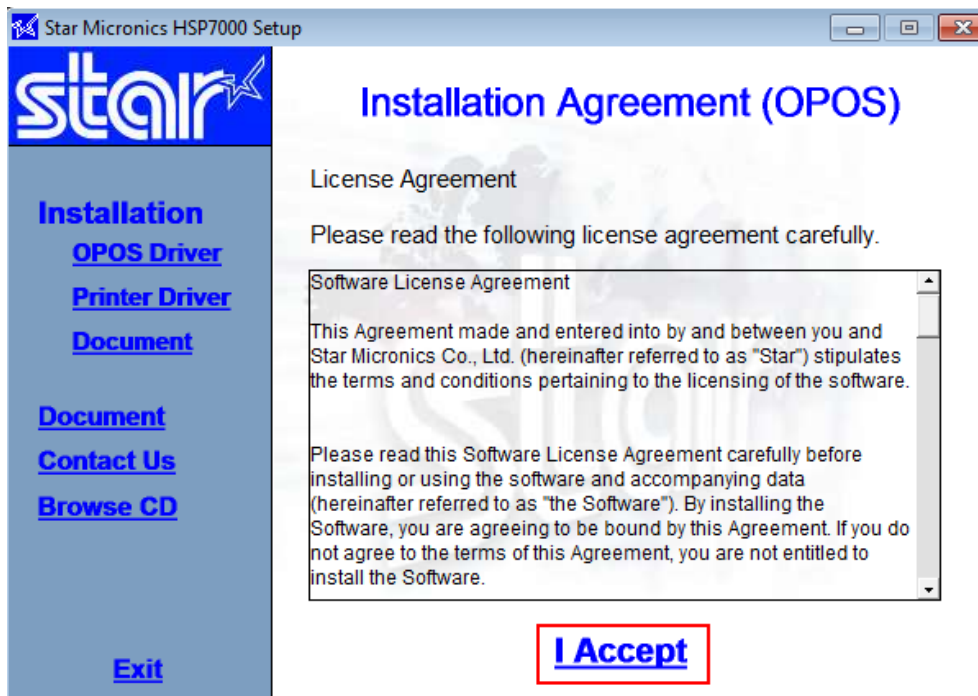 Star Micronics HSP7000 Setup
star
Installation
OPOS Driver
Printer Driver
Document
Document
Contact Us
Browse CD
Exit
Installation Agreement (OPOS)
License Agreement
Please read the following license agreement carefully.
Software License Agreement
This Agreement made and entered into by and between you and
Star Micronics Co., Ltd. (hereinafter referred to as "Star") stipulates
the terms and conditions pertaining to the licensing of the software.
Please read this Software License Agreement carefully before
installing or using the software and accompanying data
(hereinafter referred to as "the Software"). By installing the
Software, you are agreeing to be bound by this Agreement. If you do
not agree to the terms of this Agreement, you are not entitled to
install the Software.
I Accept